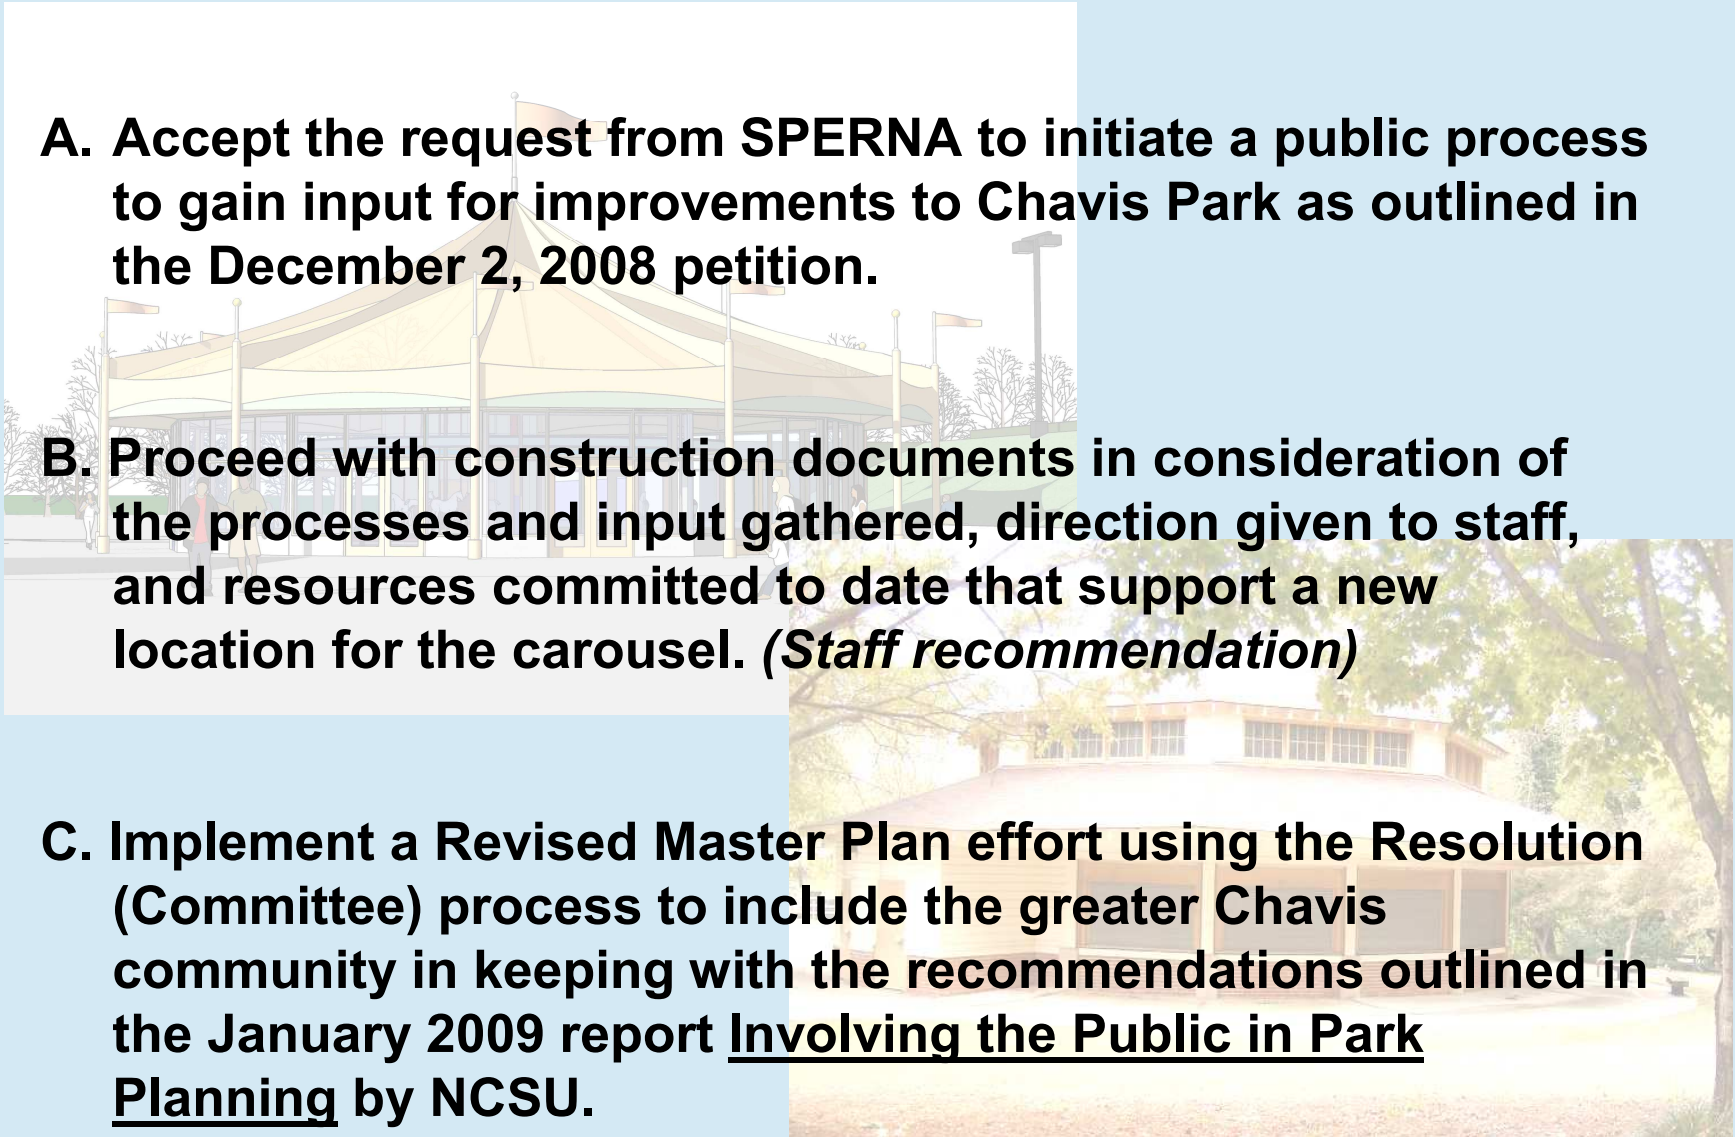 A. Accept the request from SPERNA to initiate a public process
to gain input for improvements to Chavis Park as outlined in
the December 2, 2008 petition.
B. Proceed with construction documents in consideration of
the processes and input gathered, direction given to staff,
and resources committed to date that support a new
location for the carousel. (Staff recommendation)
C. Implement a Revised Master Plan effort using the Resolution
(Committee) process to include the greater Chavis
community in keeping with the recommendations outlined in
the January 2009 report Involving the Public in Park
Planning by NCSU.